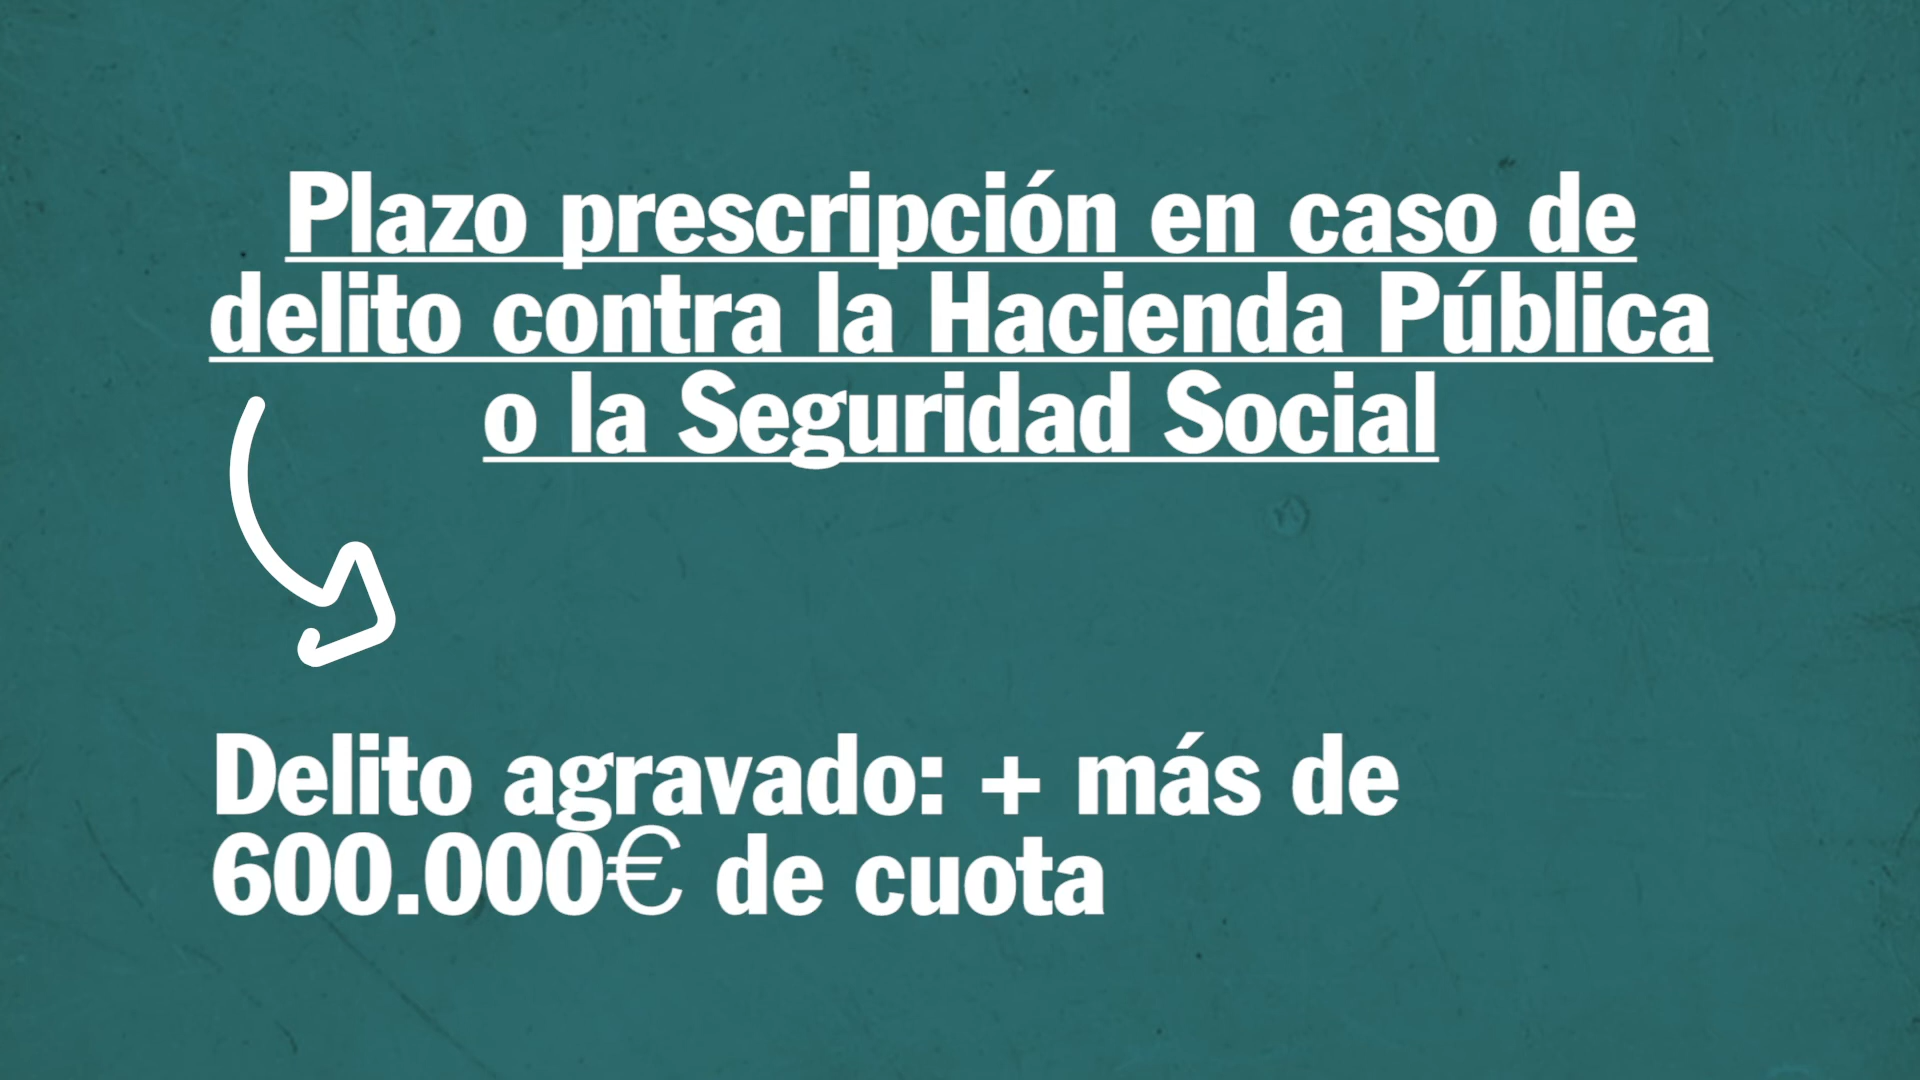 Plazo prescripción en caso de
delito contra la Hacienda Pública
o la Seguridad Social
Delito agravado: + más de
600.000€ de cuota